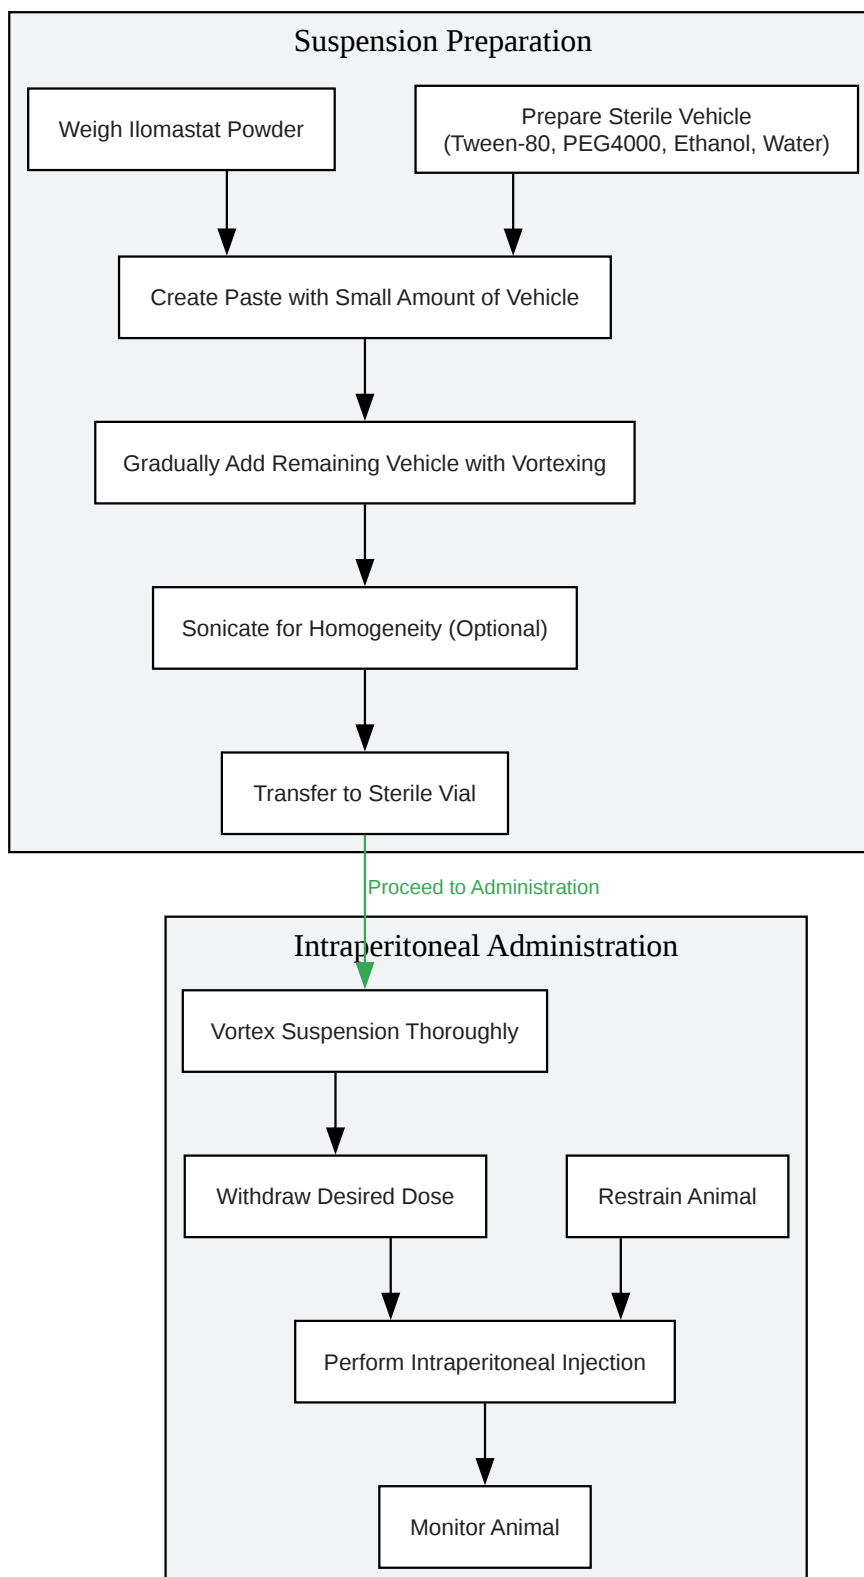 Suspension Preparation
Weigh Ilomastat Powder
Prepare Sterile Vehicle
(Tween-80, PEG4000, Ethanol, Water)
Create Paste with Small Amount of Vehicle
Gradually Add Remaining Vehicle with Vortexing
Sonicate for Homogeneity (Optional)
Transfer to Sterile Vial
Proceed to Administration
Intraperitoneal Administration
Vortex Suspension Thoroughly
Withdraw Desired Dose
Restrain Animal
Perform Intraperitoneal Injection
Monitor Animal